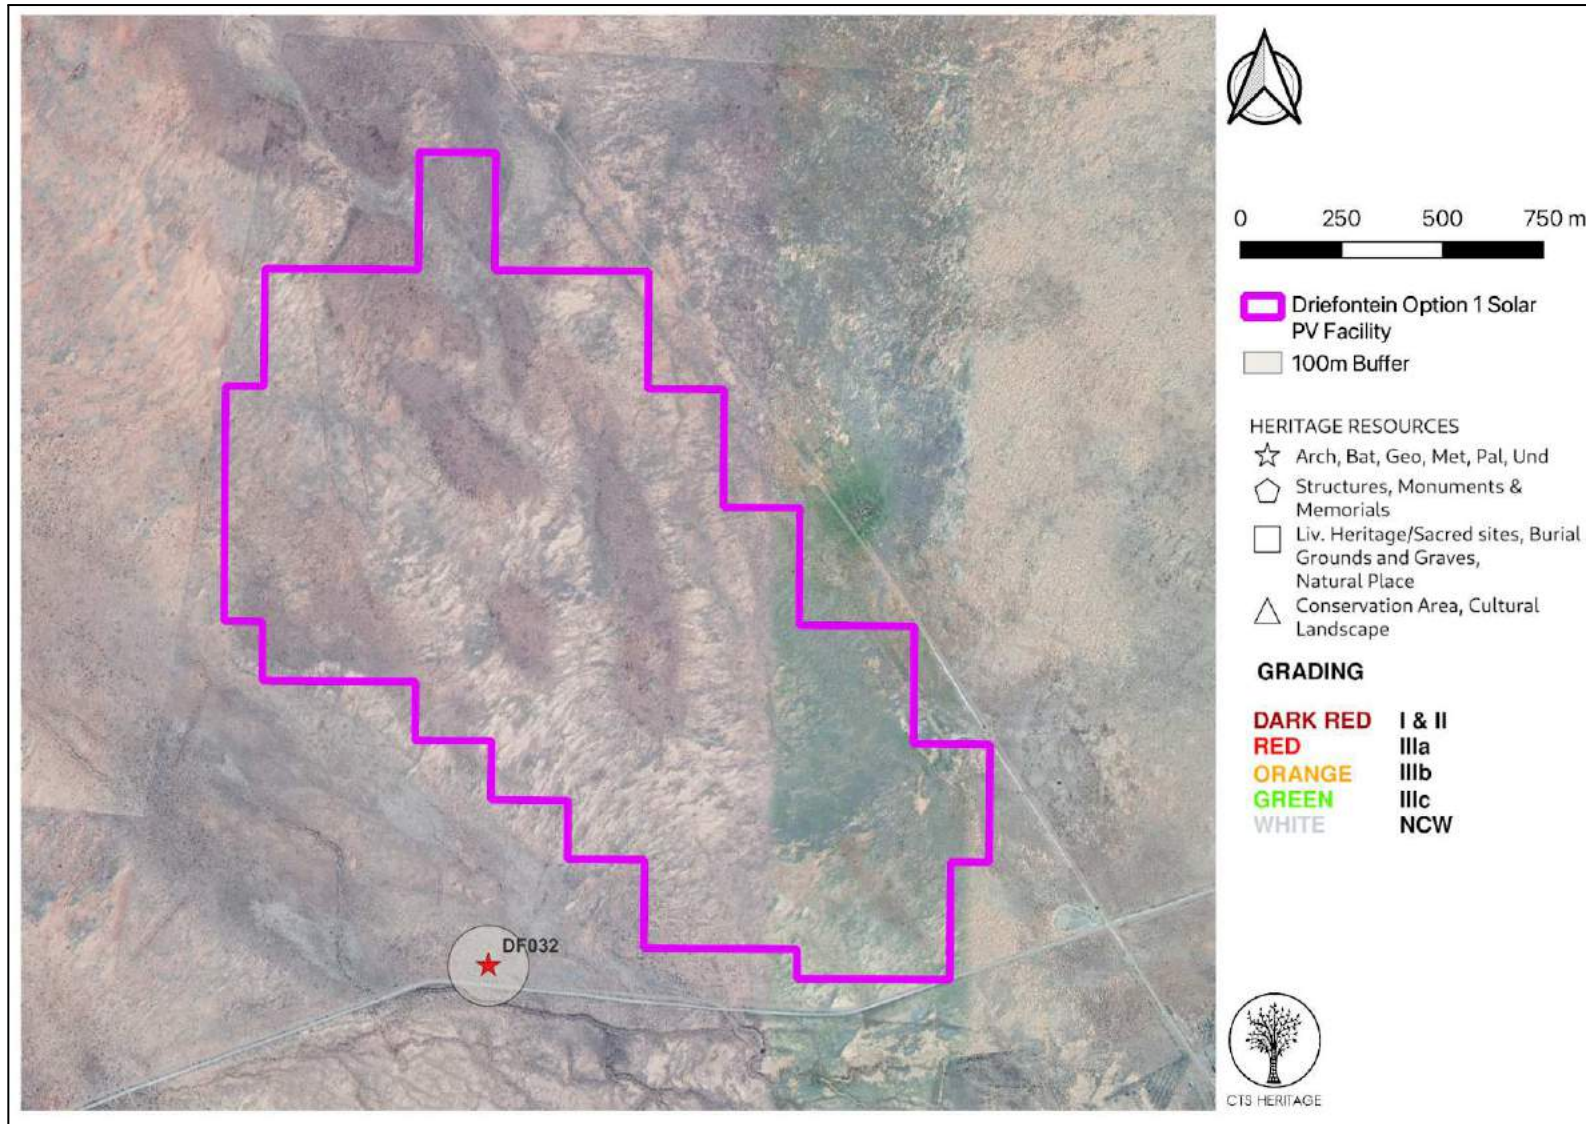 0 250 500 750 m
Driefontein Option 1 Solar
PV Facility
100m Buffer
HERITAGE RESOURCES
Arch, Bat, Geo, Met, Pal, Und
Structures, Monuments &
Memorials
Liv. Heritage/Sacred sites, Burial
Grounds and Graves,
Natural Place
Conservation Area, Cultural
Landscape
GRADING
DARK RED I & II
RED IIIa
ORANGE IIIb
GREEN IIIc
WHITE NCW
DF032
CTS HERITAGE